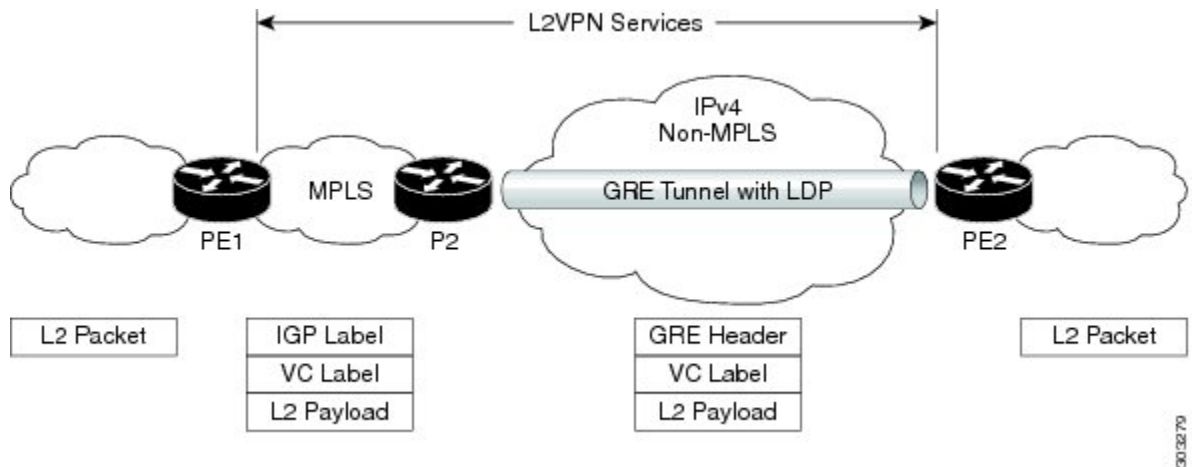 L2VPN Services
IPv4
Non-MPLS
MPLS
GRE Tunnel with LDP
PE1
P2
PE2
L2 Packet
IGP Label
VC Label
L2 Payload
GRE Header
VC Label
L2 Payload
L2 Packet
303279